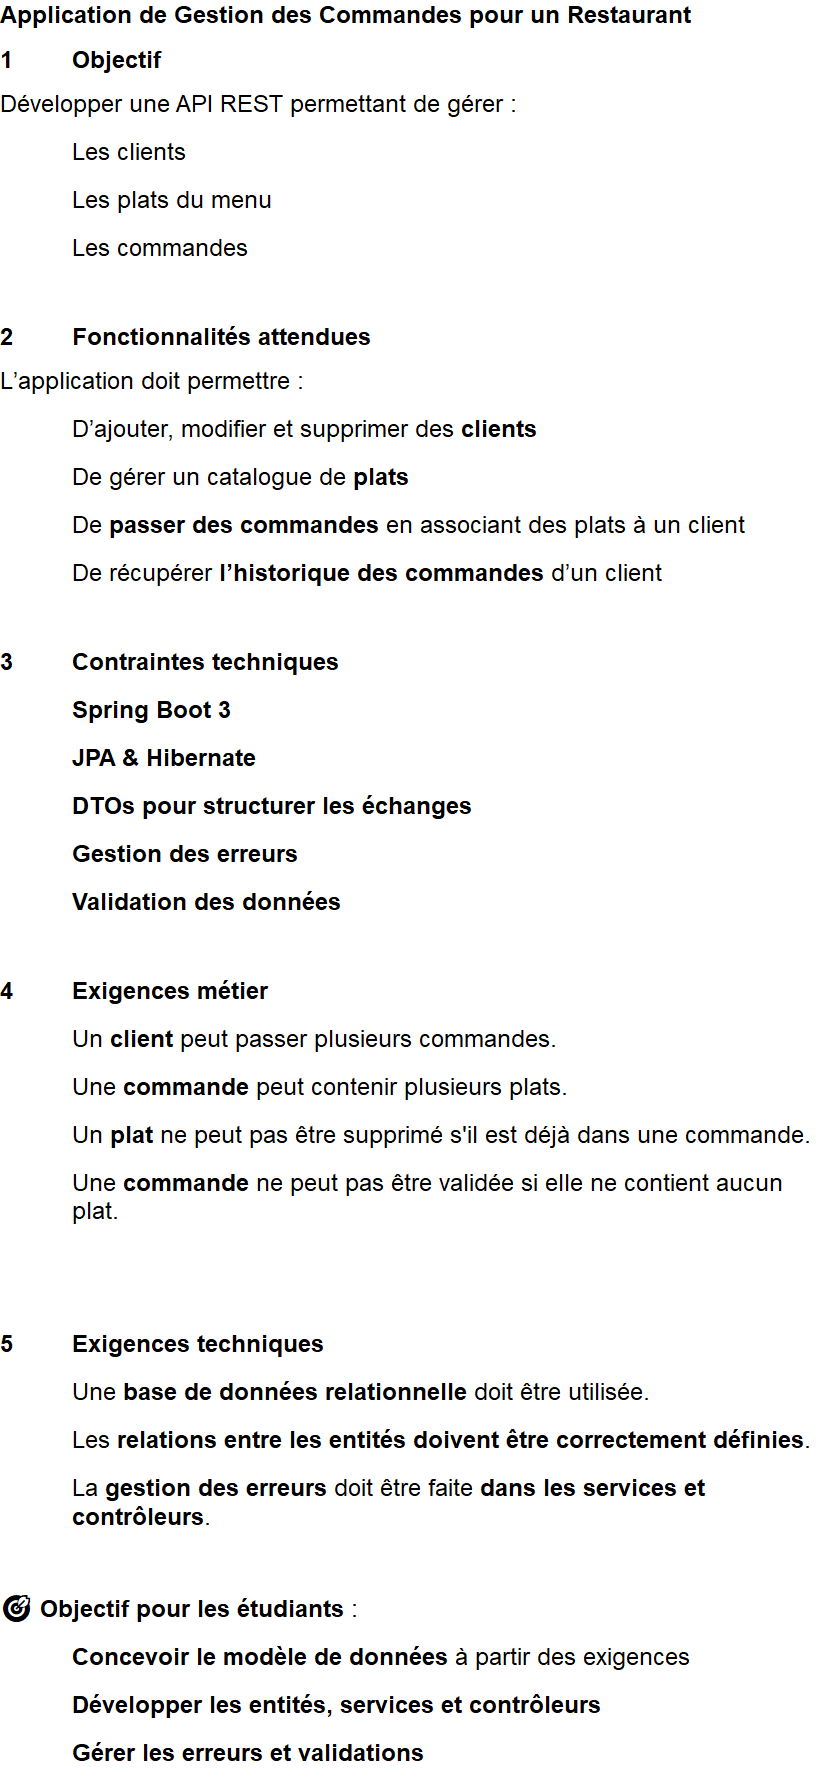 Application de Gestion des Commandes pour un Restaurant
1 Objectif
Développer une API REST permettant de gérer :
Les clients
Les plats du menu
Les commandes
2 Fonctionnalités attendues
L’application doit permettre :
D’ajouter, modifier et supprimer des clients
De gérer un catalogue de plats
De passer des commandes en associant des plats à un client
De récupérer l’historique des commandes d’un client
3 Contraintes techniques
Spring Boot 3
JPA & Hibernate
DTOs pour structurer les échanges
Gestion des erreurs
Validation des données
4 Exigences métier
Un client peut passer plusieurs commandes.
Une commande peut contenir plusieurs plats.
Un plat ne peut pas être supprimé s'il est déjà dans une commande.
Une commande ne peut pas être validée si elle ne contient aucun
plat.
5 Exigences techniques
Une base de données relationnelle doit être utilisée.
Les relations entre les entités doivent être correctement définies.
La gestion des erreurs doit être faite dans les services et
contrôleurs.
🎯 Objectif pour les étudiants :
Concevoir le modèle de données à partir des exigences
Développer les entités, services et contrôleurs
Gérer les erreurs et validations